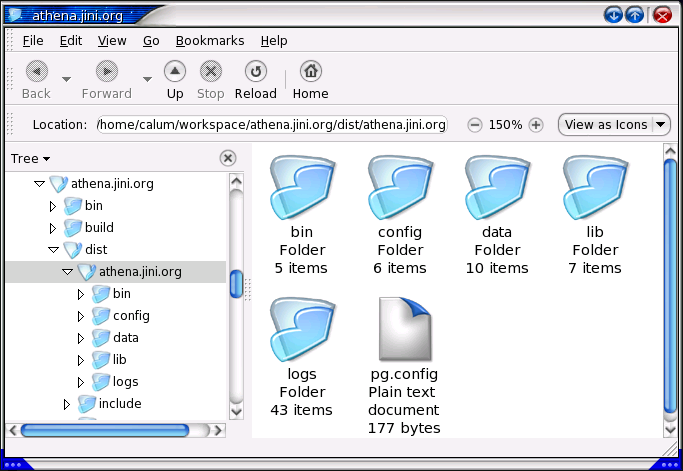 athena.jini.org
File Edit View Go Bookmarks Help
Back Forward Up Stop Reload Home
Location: /home/calum/workspace/athena.jini.org/dist/athena.jini.org 150% View as Icons
Tree
athena.jini.org
bin
build
dist
athena.jini.org
bin
config
data
lib
logs
include
bin config data lib
Folder Folder Folder Folder
5 items 6 items 10 items 7 items
logs pg.config
Folder Plain text
43 items document
177 bytes